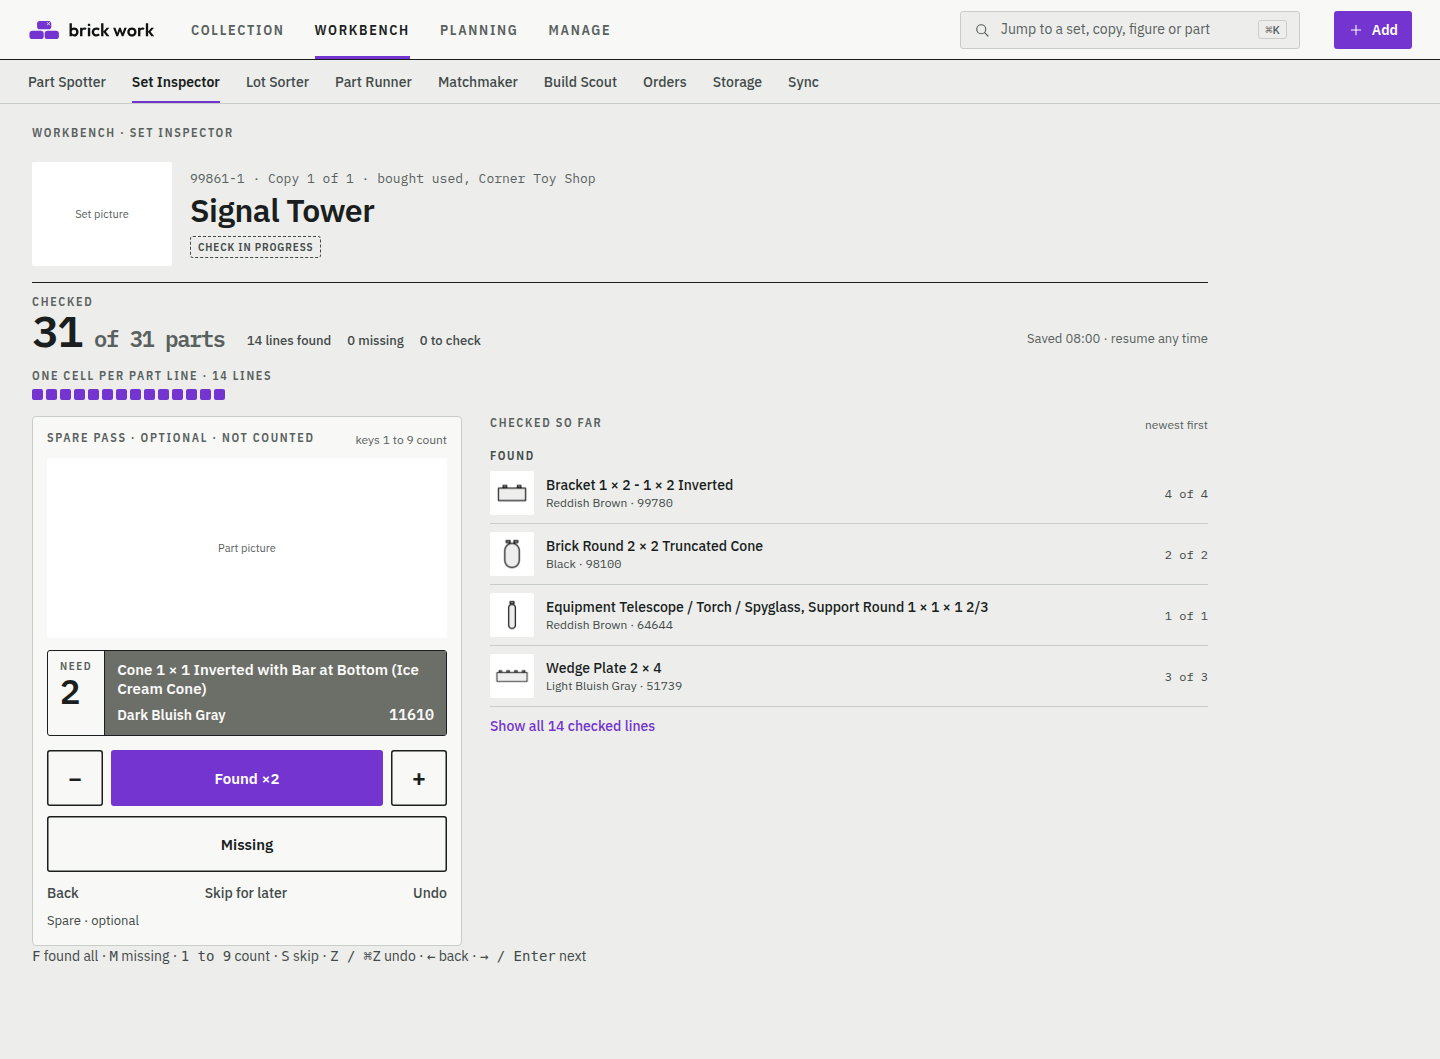 brick work
COLLECTION
WORKBENCH
PLANNING
MANAGE
Jump to a set, copy, figure or part
⌘K
+ Add
Part Spotter
Set Inspector
Lot Sorter
Part Runner
Matchmaker
Build Scout
Orders
Storage
Sync
WORKBENCH · SET INSPECTOR
Set picture
99861-1 · Copy 1 of 1 · bought used, Corner Toy Shop
Signal Tower
CHECK IN PROGRESS
CHECKED
31 of 31 parts
14 lines found
0 missing
0 to check
Saved 08:00 · resume any time
ONE CELL PER PART LINE · 14 LINES
SPARE PASS · OPTIONAL · NOT COUNTED
keys 1 to 9 count
Part picture
NEED
2
Cone 1 × 1 Inverted with Bar at Bottom (Ice
Cream Cone)
Dark Bluish Gray
11610
−
Found ×2
+
Missing
Back
Skip for later
Undo
Spare · optional
CHECKED SO FAR
newest first
FOUND
Bracket 1 × 2 - 1 × 2 Inverted
Reddish Brown · 99780
4 of 4
Brick Round 2 × 2 Truncated Cone
Black · 98100
2 of 2
Equipment Telescope / Torch / Spyglass, Support Round 1 × 1 × 1 2/3
Reddish Brown · 64644
1 of 1
Wedge Plate 2 × 4
Light Bluish Gray · 51739
3 of 3
Show all 14 checked lines
F found all · M missing · 1 to 9 count · S skip · Z / ⌘Z undo · ← back · → / Enter next